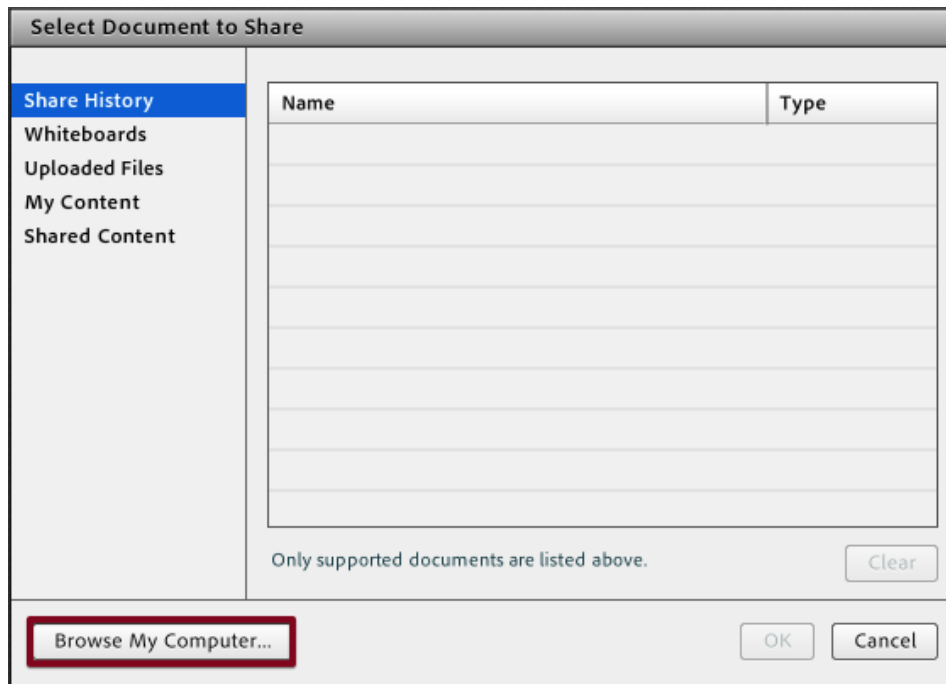 Select Document to Share
Share History
Whiteboards
Uploaded Files
My Content
Shared Content
Name Type
Only supported documents are listed above.
Clear
Browse My Computer... OK Cancel